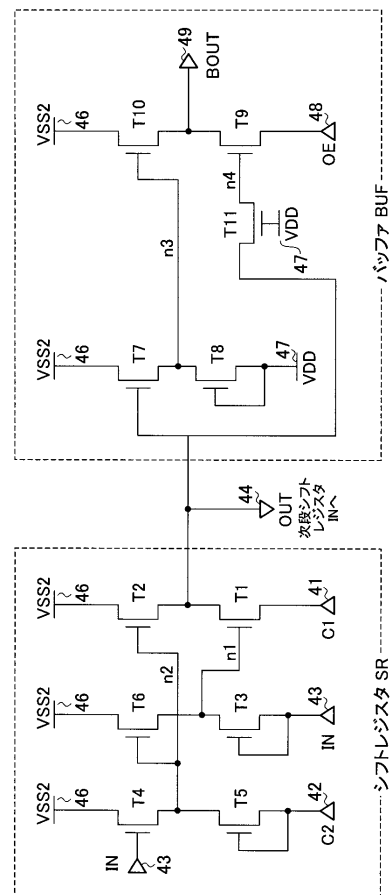 VSS2
46
VSS2
46
VSS2
46
VSS2
46
VSS2
46
IN
43
T4
T6
T2
T7
T10
n2
n3
49
BOUT
T5
T3
T1
n1
44
OUT
次段シフト
レジスタ
INへ
T8
T11
n4
T9
47
VDD
47
VDD
42
C2
43
IN
41
C1
48
OE
シフトレジスタ SR
バッファ BUF